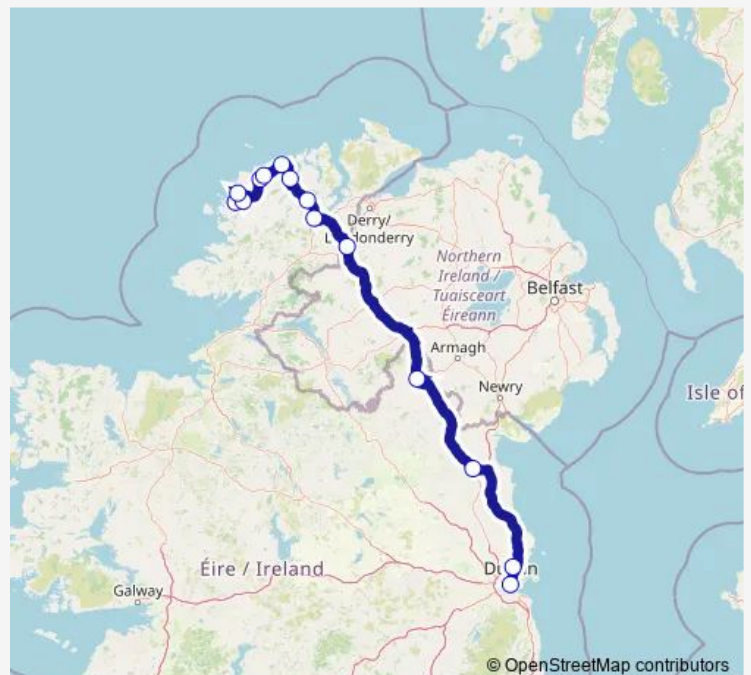 Derry/
Londonderry
Northern
Ireland /
Tuaisceart
Éireann
Belfast
Armagh
Newry
Isle of
Éire / Ireland
Galway
© OpenStreetMap contributors